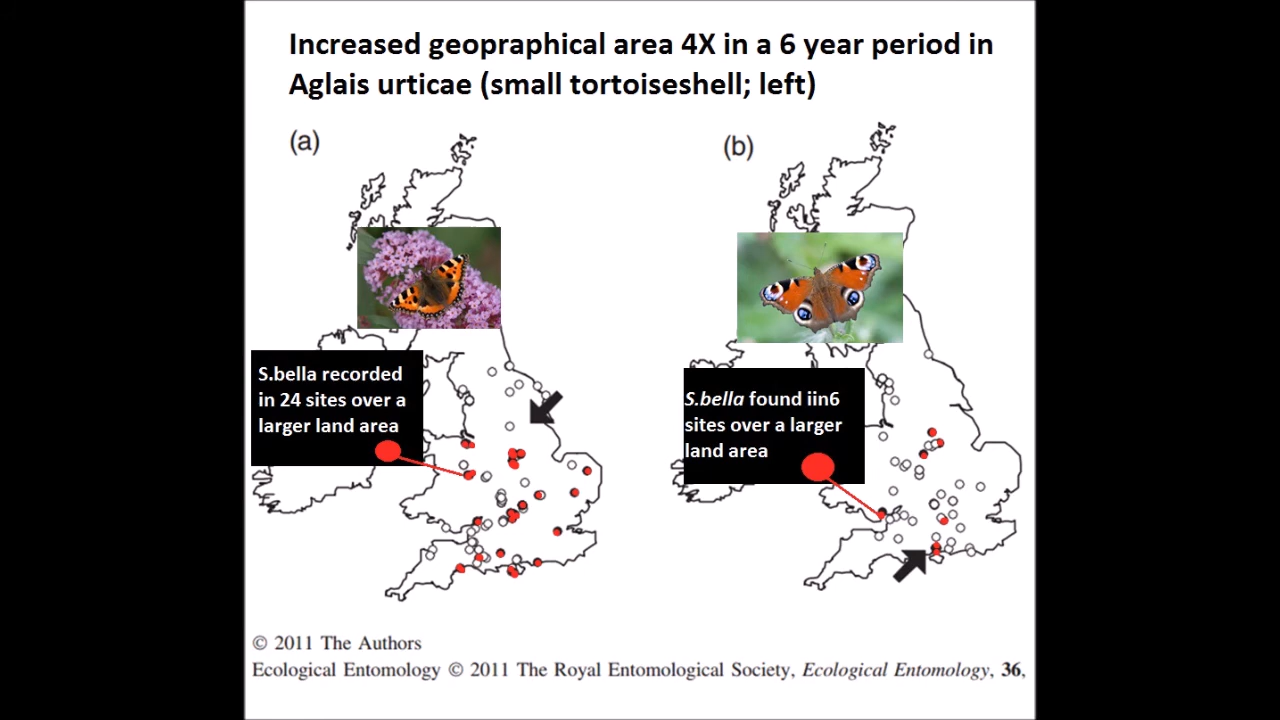 Increased geopraphical area 4X in a 6 year period in
Aglais urticae (small tortoiseshell; left)
(a)
(b)
S.bella recorded
in 24 sites over a
larger land area
S.bella found iin6
sites over a larger
land area
© 2011 The Authors
Ecological Entomology © 2011 The Royal Entomological Society, Ecological Entomology, 36,